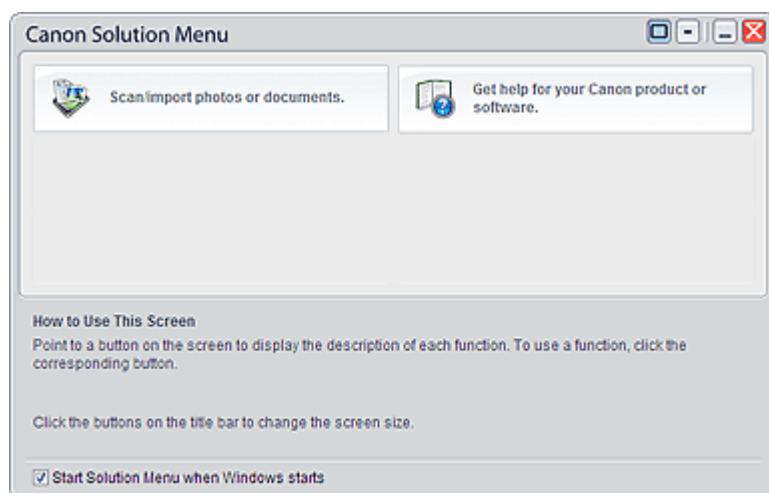 Canon Solution Menu
Scan/import photos or documents.
Get help for your Canon product or
software.
How to Use This Screen
Point to a button on the screen to display the description of each function. To use a function, click the
corresponding button.
Click the buttons on the title bar to change the screen size.
Start Solution Menu when Windows starts